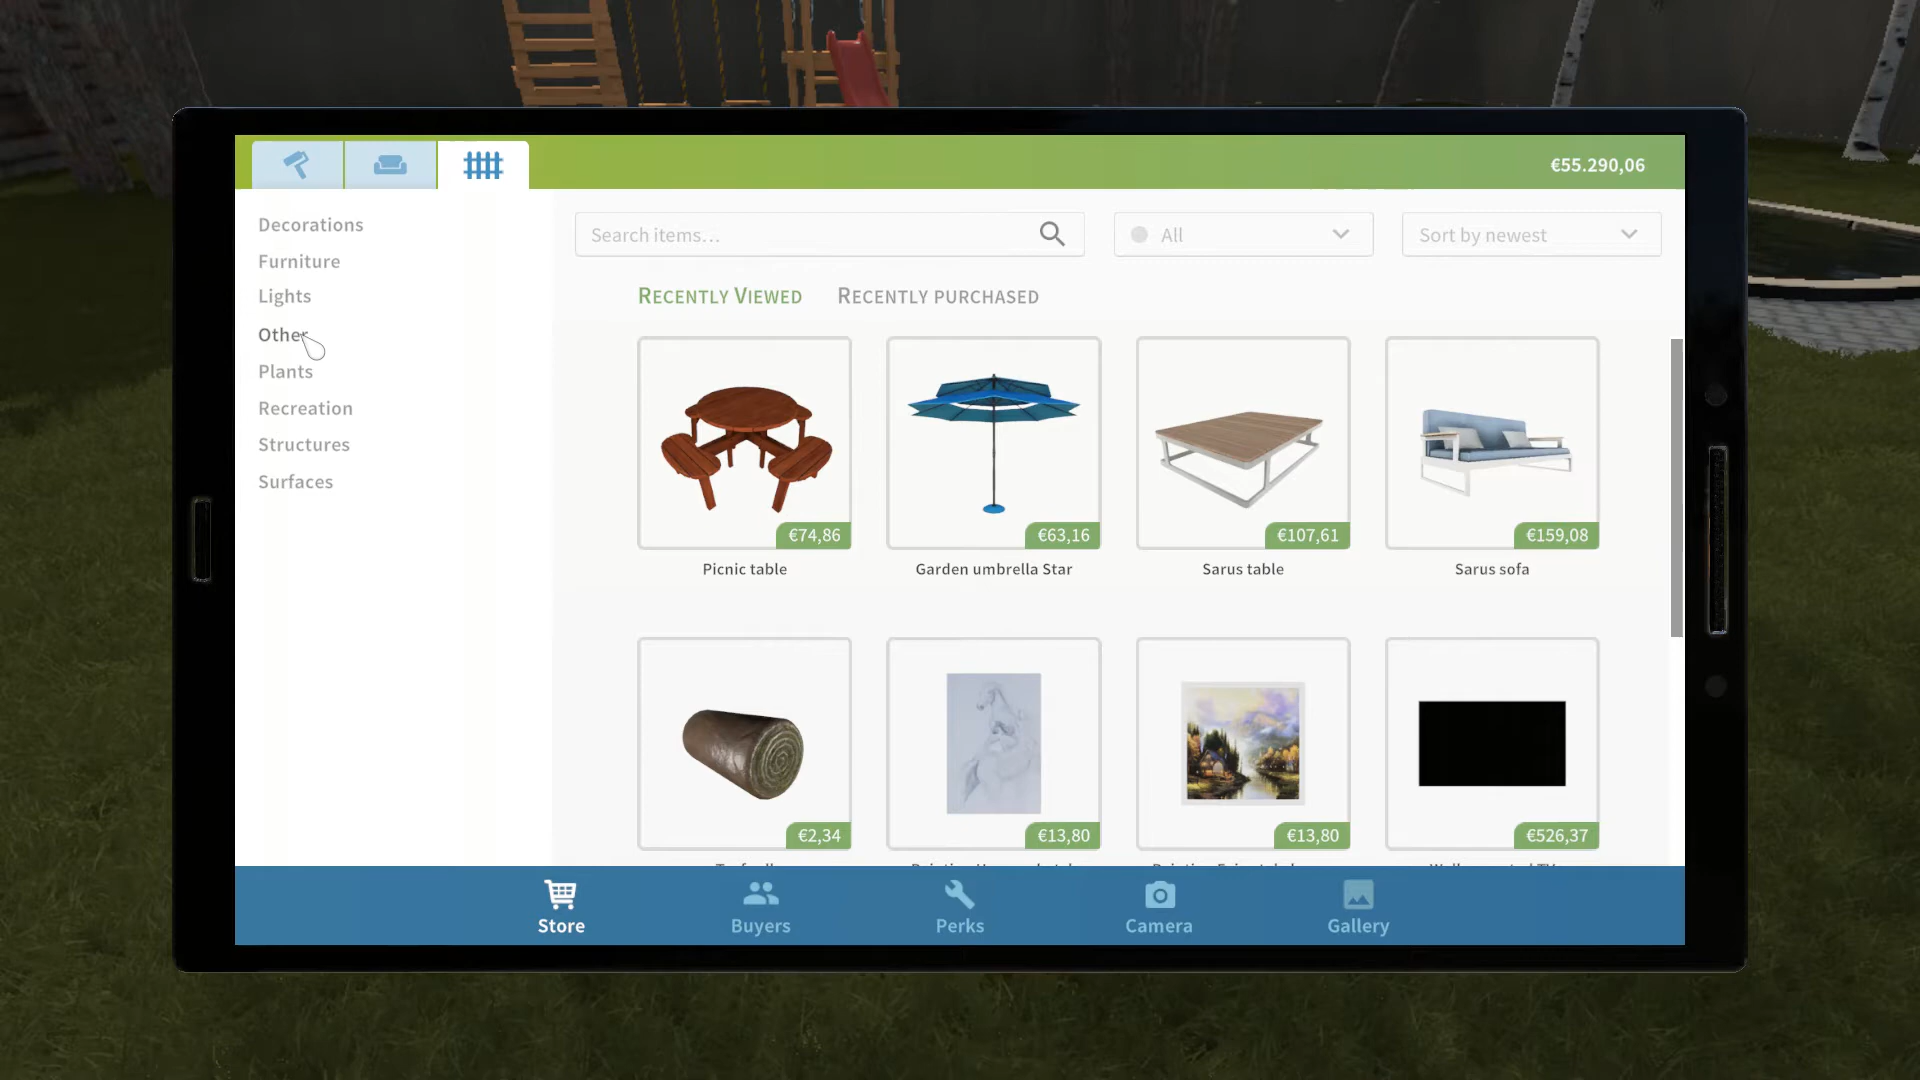 €55.290,06
Decorations
Furniture
Lights
Other
Plants
Recreation
Structures
Surfaces
Search items...
All
Sort by newest
RECENTLY VIEWED
RECENTLY PURCHASED
€74,86
€63,16
€107,61
€159,08
Picnic table
Garden umbrella Star
Sarus table
Sarus sofa
€2,34
€13,80
€13,80
€526,37
Store
Buyers
Perks
Camera
Gallery